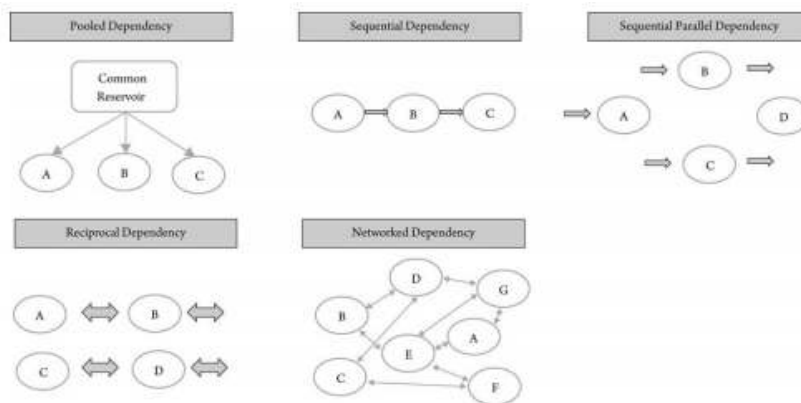 Pooled Dependency
Common
Reservoir
A
B
C
Sequential Dependency
A
B
C
Sequential Parallel Dependency
B
A
D
C
Reciprocal Dependency
A
B
C
D
Networked Dependency
D
G
B
A
E
C
F